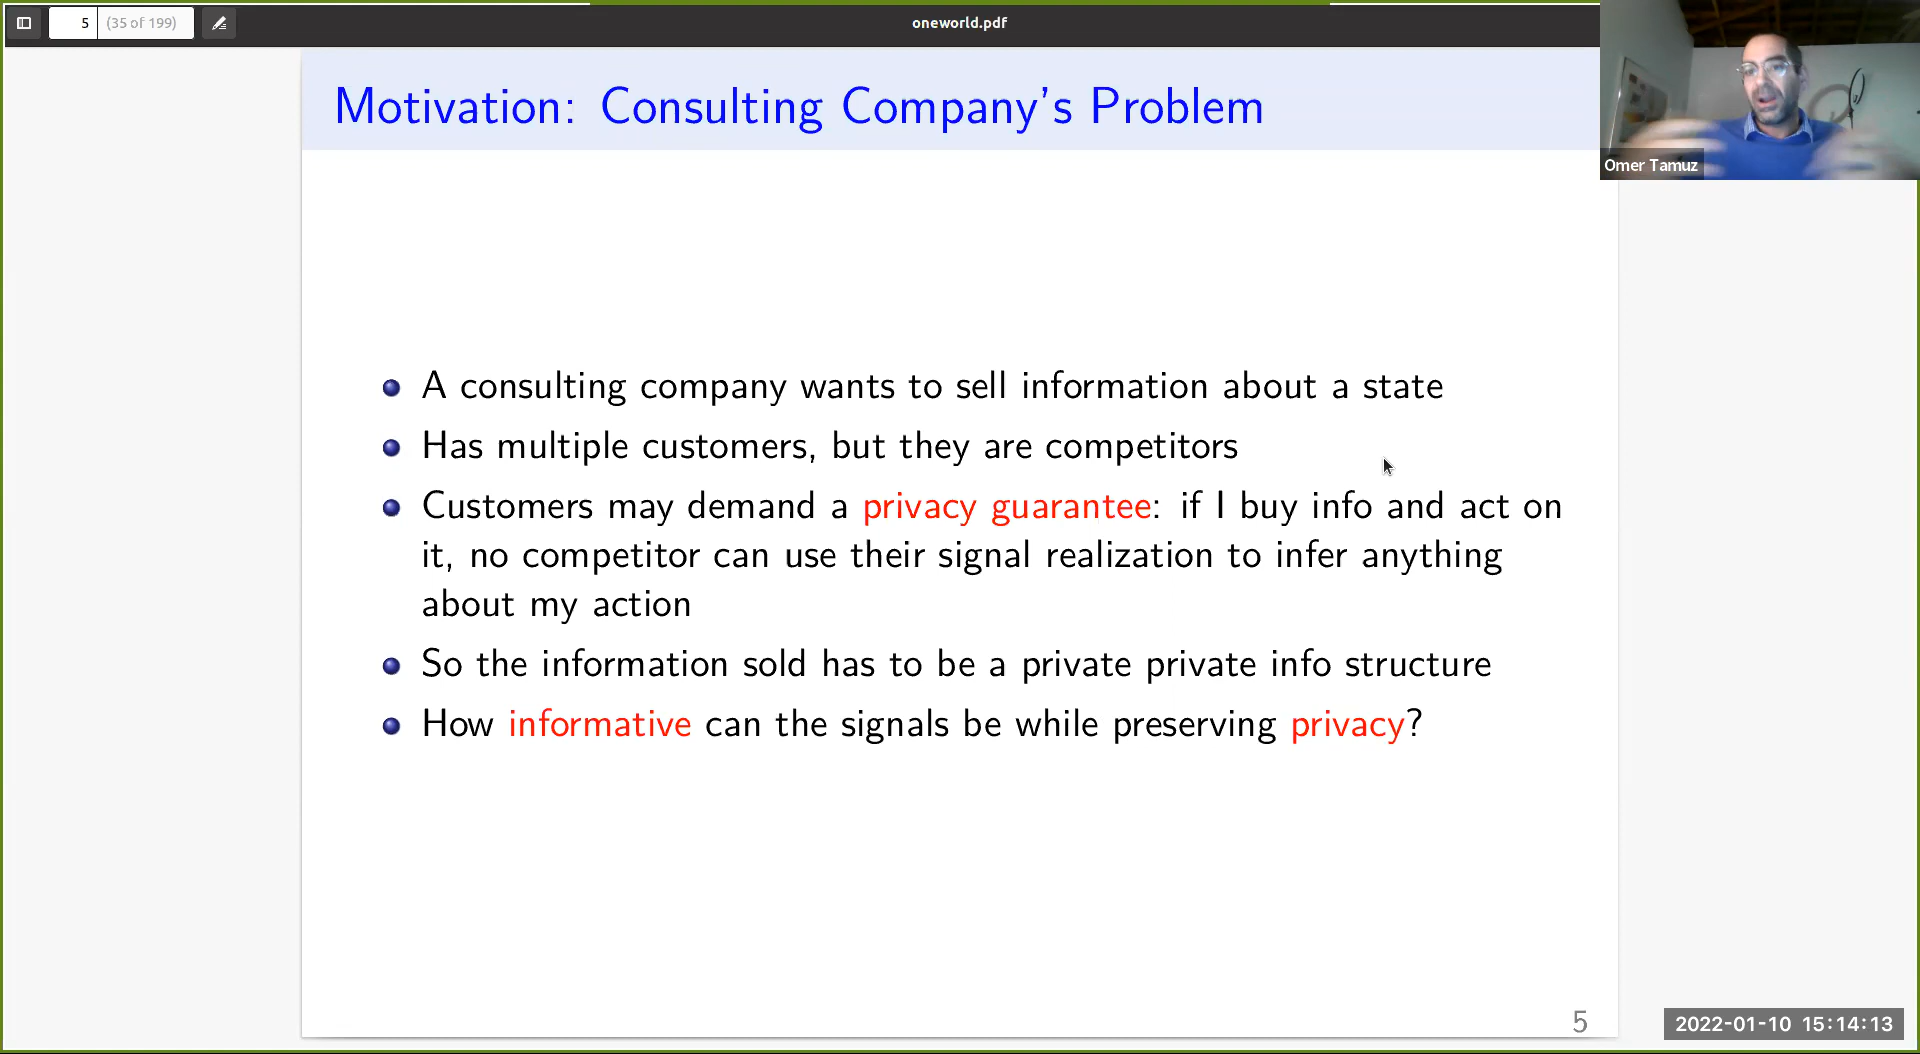 5 (35 of 199)
oneworld.pdf
Motivation: Consulting Company's Problem
Omer Tamuz
A consulting company wants to sell information about a state
Has multiple customers, but they are competitors
Customers may demand a privacy guarantee: if I buy info and act on
it, no competitor can use their signal realization to infer anything
about my action
So the information sold has to be a private private info structure
How informative can the signals be while preserving privacy?
5
2022-01-10 15:14:13